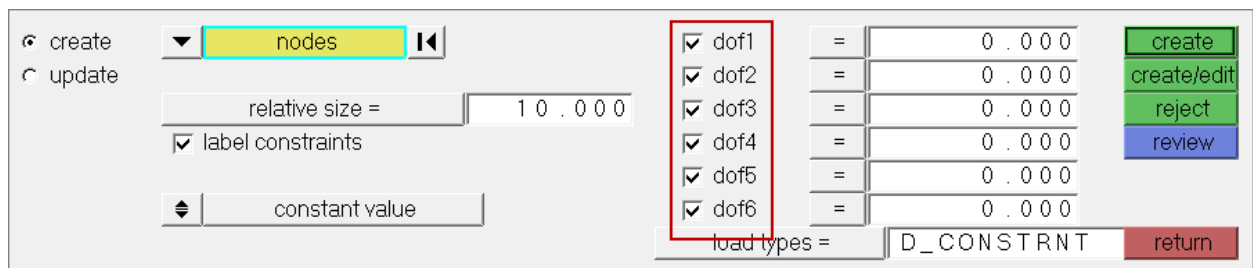 create nodes dof1 = 0.000 create
update dof2 = 0.000 create/edit
relative size = 10.000 dof3 = 0.000 reject
label constraints dof4 = 0.000 review
dof5 = 0.000
constant value dof6 = 0.000
load types = D_CONSTRNT return